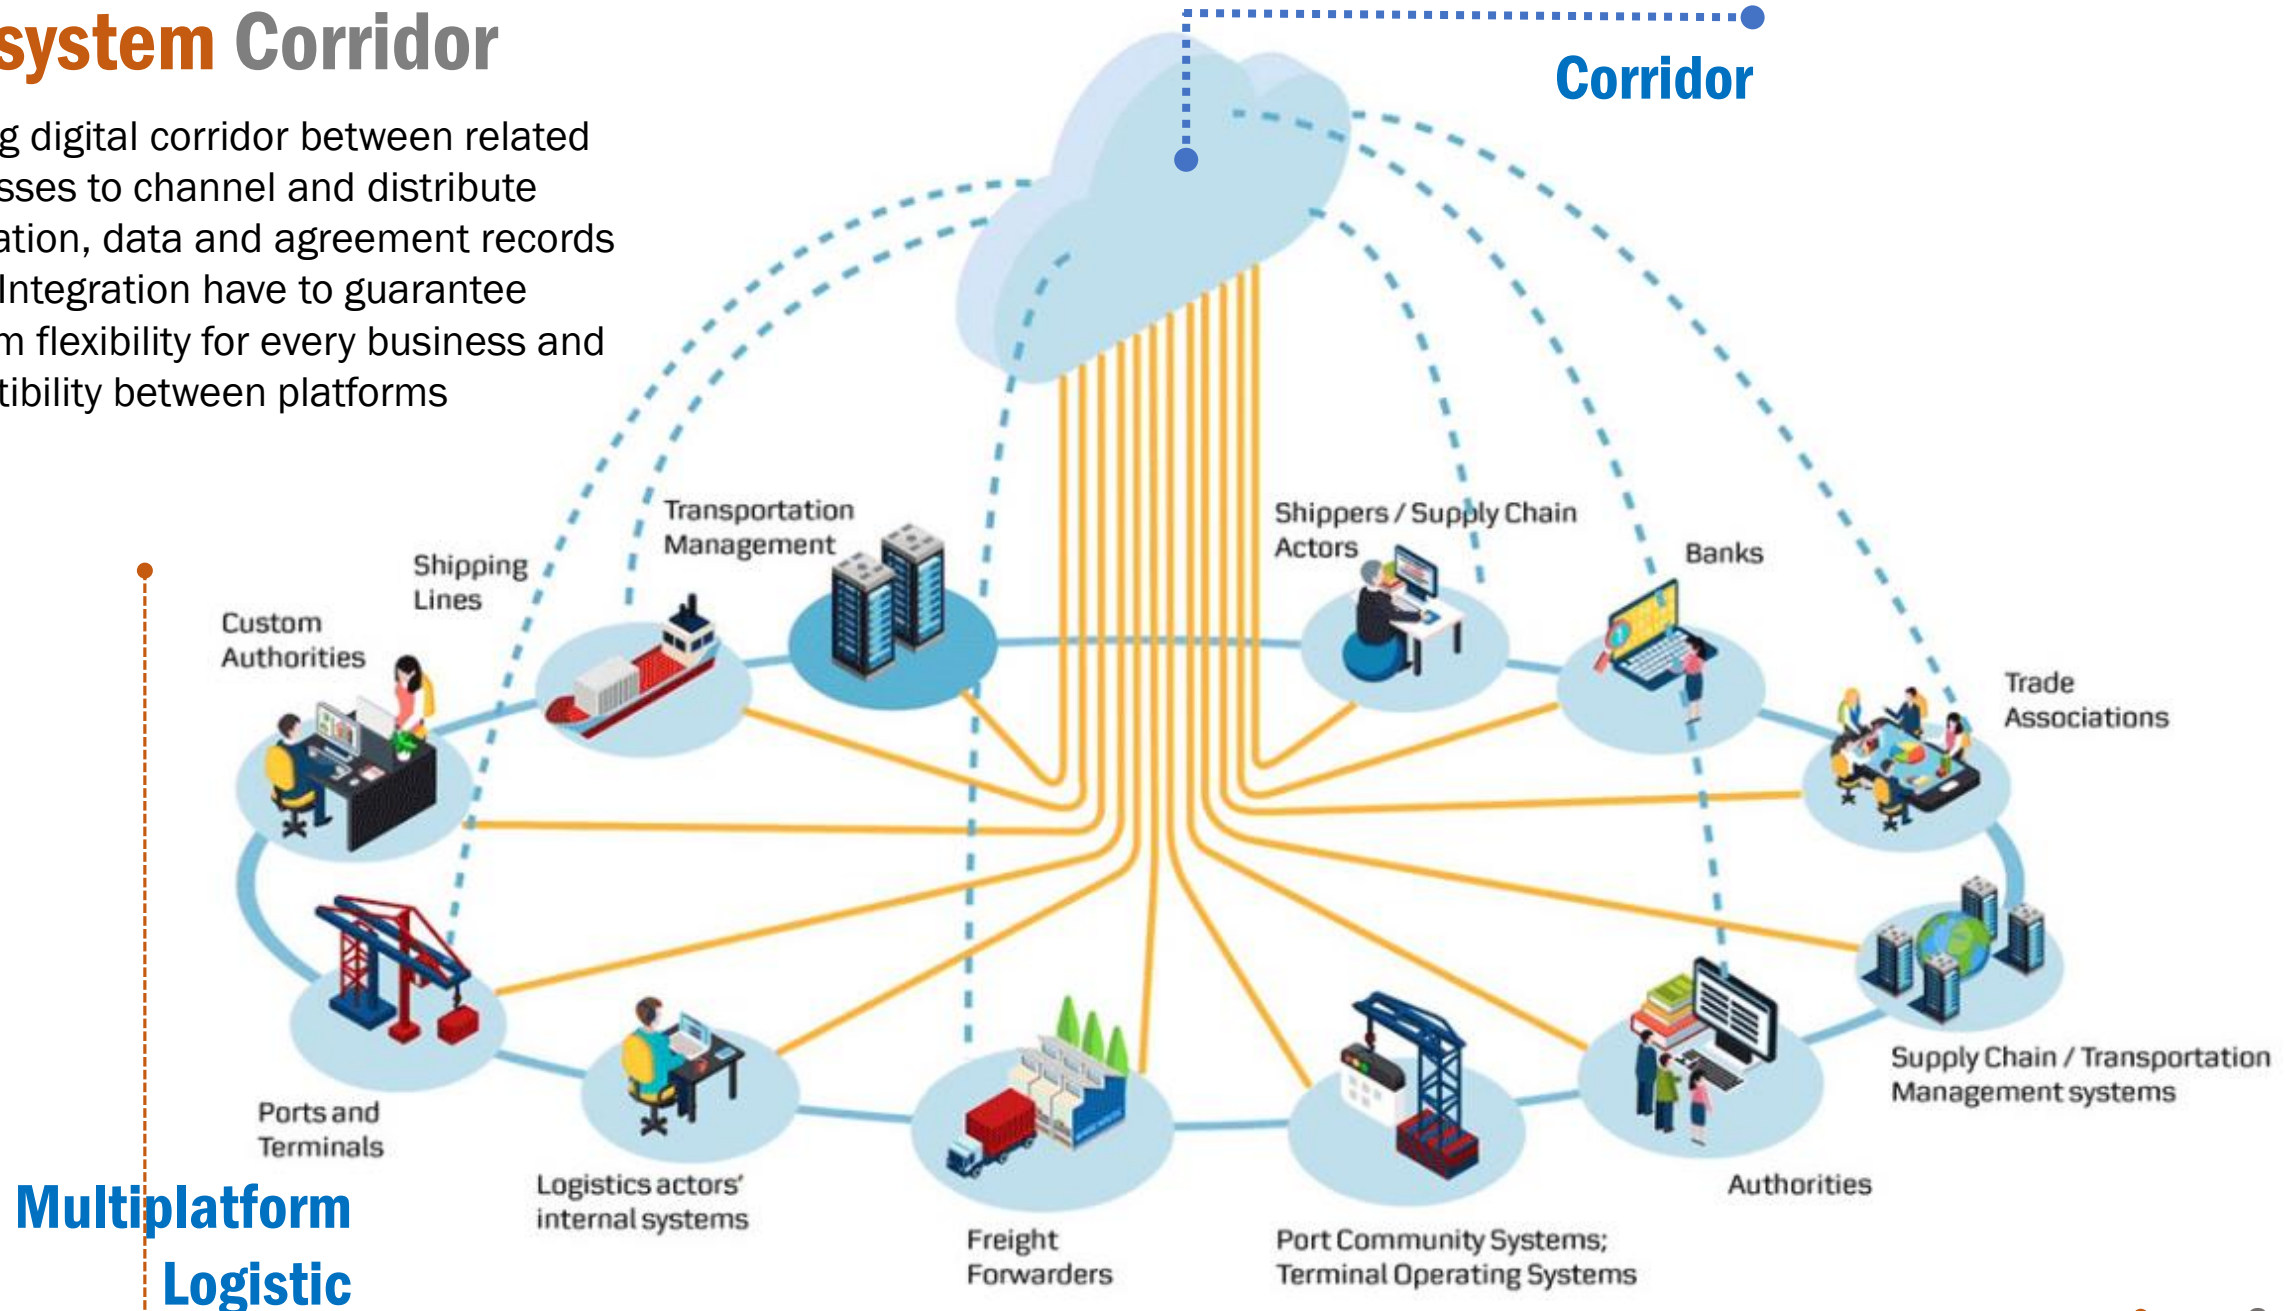 system Corridor
g digital corridor between related
sses to channel and distribute
ation, data and agreement records
Integration have to guarantee
m flexibility for every business and
tibility between platforms
Corridor
Transportation
Management
Shippers / Supply Chain
Actors
Banks
Shipping
Lines
Custom
Authorities
Trade
Associations
Supply Chain / Transportation
Management systems
Ports and
Terminals
Logistics actors'
internal systems
Authorities
Freight
Forwarders
Port Community Systems;
Terminal Operating Systems
Multiplatform
Logistic